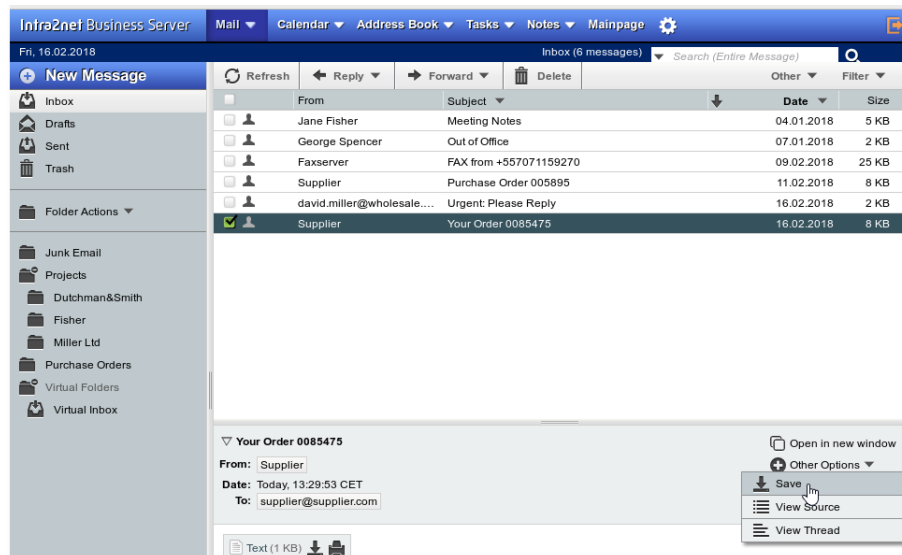 Intra2net Business Server Mail Calendar Address Book Tasks Notes Mainpage
Fri, 16.02.2018 Inbox (6 messages) Search (Entire Message)
New Message Refresh Reply Forward Delete Other Filter
Inbox From Subject Date Size
Drafts Jane Fisher Meeting Notes 04.01.2018 5 KB
Sent George Spencer Out of Office 07.01.2018 2 KB
Trash Faxserver FAX from +557071159270 09.02.2018 25 KB
Supplier Purchase Order 005895 11.02.2018 8 KB
Folder Actions david.miller@wholesale.... Urgent: Please Reply 16.02.2018 2 KB
Supplier Your Order 0085475 16.02.2018 8 KB
Junk Email
Projects
Dutchman&Smith
Fisher
Miller Ltd
Purchase Orders
Virtual Folders
Virtual Inbox
Your Order 0085475 Open in new window
From: Supplier Other Options
Date: Today, 13:29:53 CET Save
To: supplier@supplier.com View Source
View Thread
Text (1 KB)